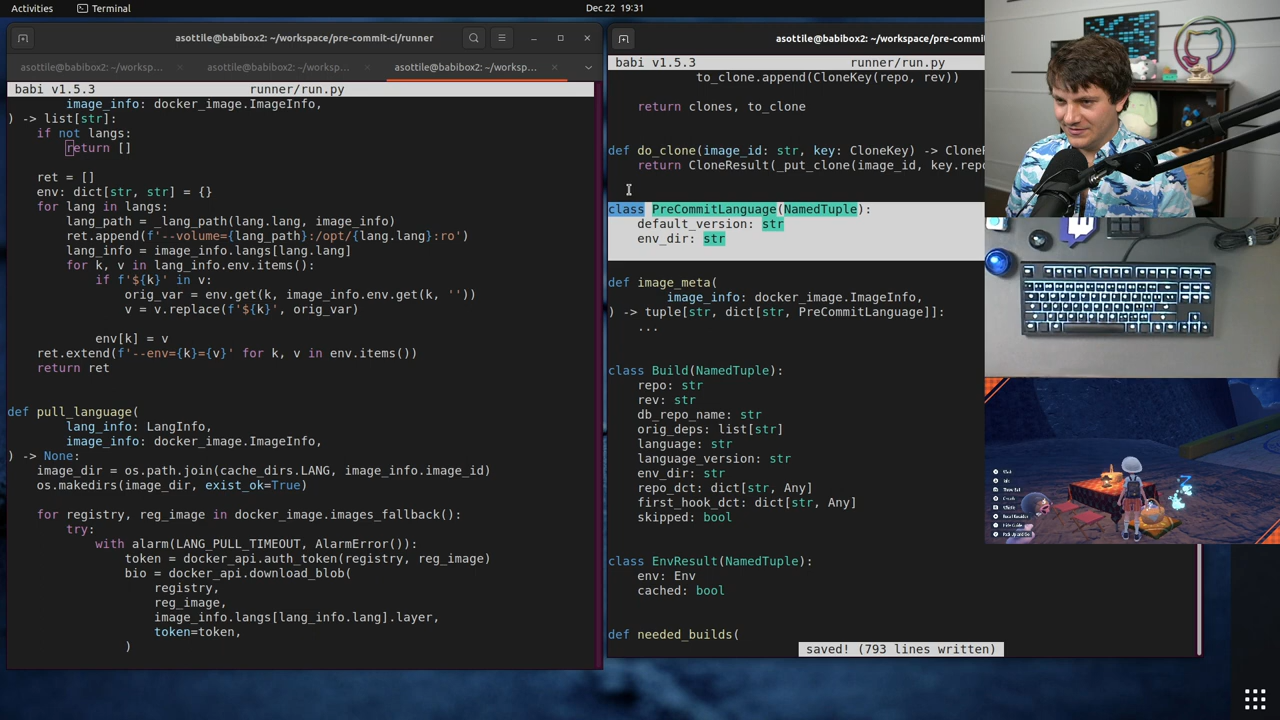 Activities
Terminal
Dec 22 19:31
asottile@babibox2: ~/workspace/pre-commit-ci/runner
asottile@babibox2: ~/worksp...
asottile@babibox2: ~/worksp...
asottile@babibox2: ~/worksp...
babi v1.5.3 runner/run.py
image_info: docker_image.ImageInfo,
) -> list[str]:
if not langs:
return []
ret = []
env: dict[str, str] = {}
for lang in langs:
lang_path = _lang_path(lang.lang, image_info)
ret.append(f'--volume={lang_path}:/opt/{lang.lang}:ro')
lang_info = image_info.langs[lang.lang]
for k, v in lang_info.env.items():
if f'${k}' in v:
orig_var = env.get(k, image_info.env.get(k, ''))
v = v.replace(f'${k}', orig_var)
env[k] = v
ret.extend(f'--env={k}={v}' for k, v in env.items())
return ret
def pull_language(
lang_info: LangInfo,
image_info: docker_image.ImageInfo,
) -> None:
image_dir = os.path.join(cache_dirs.LANG, image_info.image_id)
os.makedirs(image_dir, exist_ok=True)
for registry, reg_image in docker_image.images_fallback():
try:
with alarm(LANG_PULL_TIMEOUT, AlarmError()):
token = docker_api.auth_token(registry, reg_image)
bio = docker_api.download_blob(
registry,
reg_image,
image_info.langs[lang_info.lang].layer,
token=token,
)
asottile@babibox2: ~/workspace/pre-commit
babi v1.5.3 runner/run.py
to_clone.append(CloneKey(repo, rev))
return clones, to_clone
def do_clone(image_id: str, key: CloneKey) -> CloneR
return CloneResult(_put_clone(image_id, key.repo
class PreCommitLanguage(NamedTuple):
default_version: str
env_dir: str
def image_meta(
image_info: docker_image.ImageInfo,
) -> tuple[str, dict[str, PreCommitLanguage]]:
...
class Build(NamedTuple):
repo: str
rev: str
db_repo_name: str
orig_deps: list[str]
language: str
language_version: str
env_dir: str
repo_dct: dict[str, Any]
first_hook_dct: dict[str, Any]
skipped: bool
class EnvResult(NamedTuple):
env: Env
cached: bool
def needed_builds(
saved! (793 lines written)